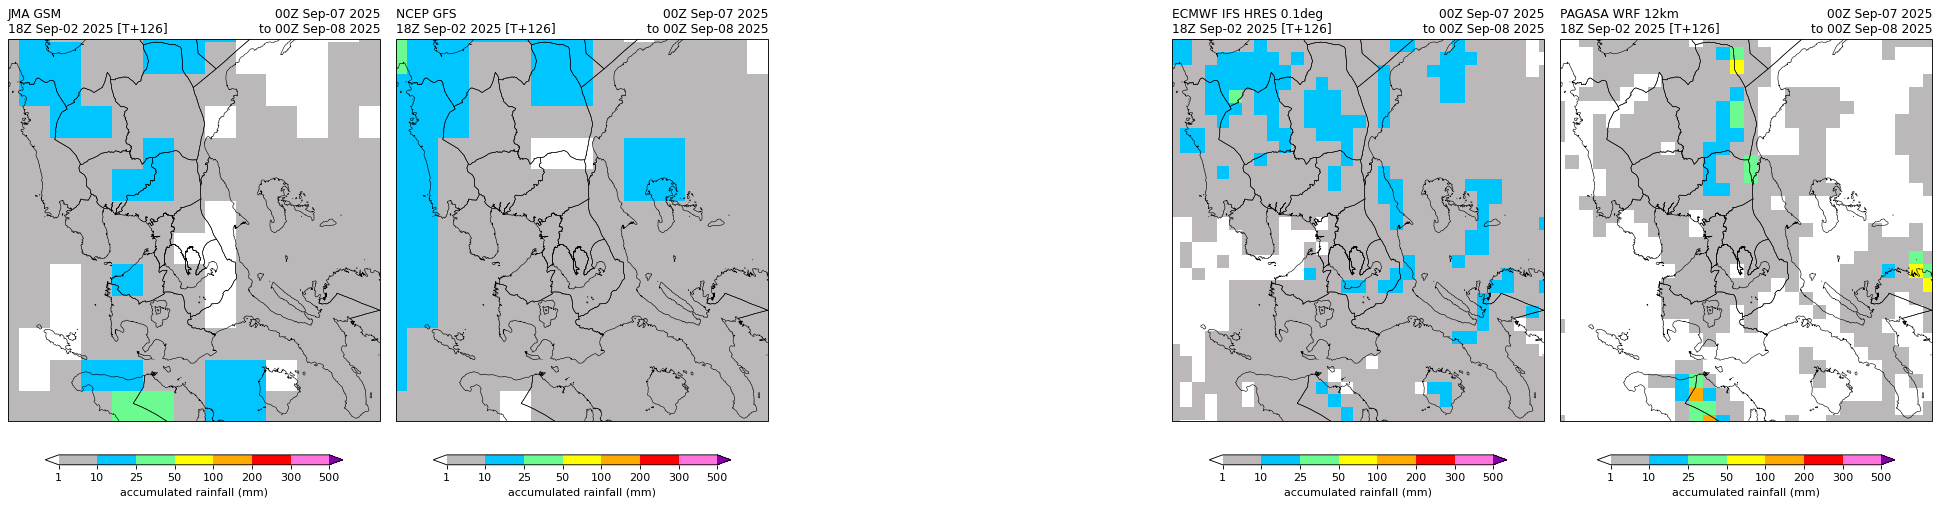 JMA GSM 00Z Sep-07 2025
18Z Sep-02 2025 [T+126] to 00Z Sep-08 2025
1 10 25 50 100 200 300 500
accumulated rainfall (mm)
NCEP GFS 00Z Sep-07 2025
18Z Sep-02 2025 [T+126] to 00Z Sep-08 2025
1 10 25 50 100 200 300 500
accumulated rainfall (mm)
ECMWF IFS HRES 0.1deg 00Z Sep-07 2025
18Z Sep-02 2025 [T+126] to 00Z Sep-08 2025
1 10 25 50 100 200 300 500
accumulated rainfall (mm)
PAGASA WRF 12km 00Z Sep-07 2025
18Z Sep-02 2025 [T+126] to 00Z Sep-08 2025
1 10 25 50 100 200 300 500
accumulated rainfall (mm)